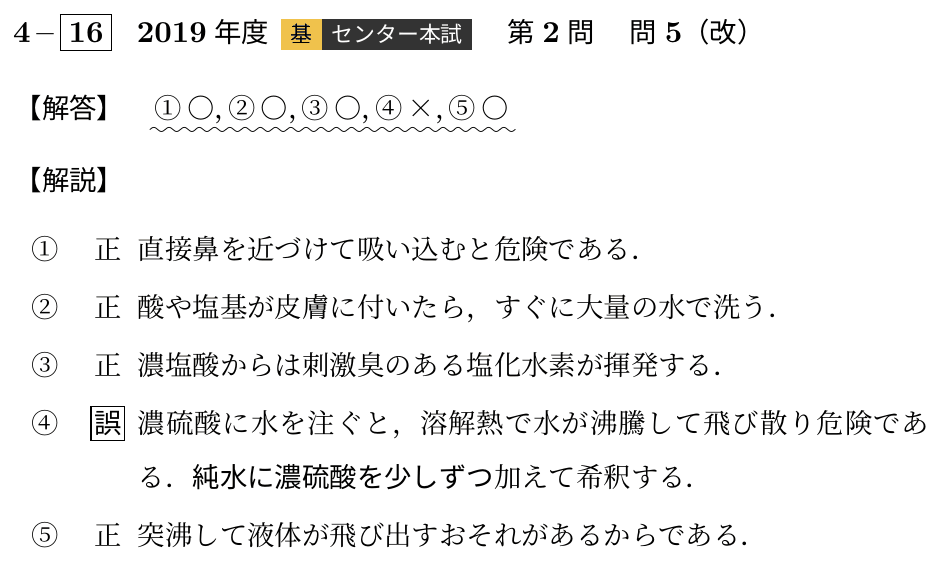 4－16 2019 年度 基 センター本試 第 2 問 問 5（改）
【解答】 ① ○, ② ○, ③ ○, ④ ×, ⑤ ○
【解説】
① 正 直接鼻を近づけて吸い込むと危険である．
② 正 酸や塩基が皮膚に付いたら，すぐに大量の水で洗う．
③ 正 濃塩酸からは刺激臭のある塩化水素が揮発する．
④ 誤 濃硫酸に水を注ぐと，溶解熱で水が沸騰して飛び散り危険であ
る．純水に濃硫酸を少しずつ加えて希釈する．
⑤ 正 突沸して液体が飛び出すおそれがあるからである．